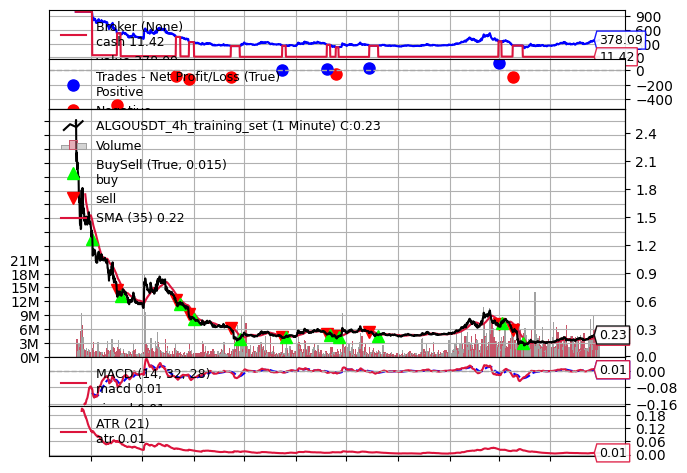 Broker (None)
cash 11.42
900
378.09
11.42
Trades - Net Profit/Loss (True)
Positive
0
−200
−400
ALGOUSDT_4h_training_set (1 Minute) C:0.23
Volume
BuySell (True, 0.015)
buy
sell
SMA (35) 0.22
2.4
2.1
1.8
1.5
1.2
0.9
0.6
0.3
0.0
0.23
21M
18M
15M
12M
9M
6M
3M
0M
MACD (14, 32, 28)
macd 0.01
0.01
0.00
−0.08
−0.16
ATR (21)
atr 0.01
0.18
0.12
0.06
0.00
0.01